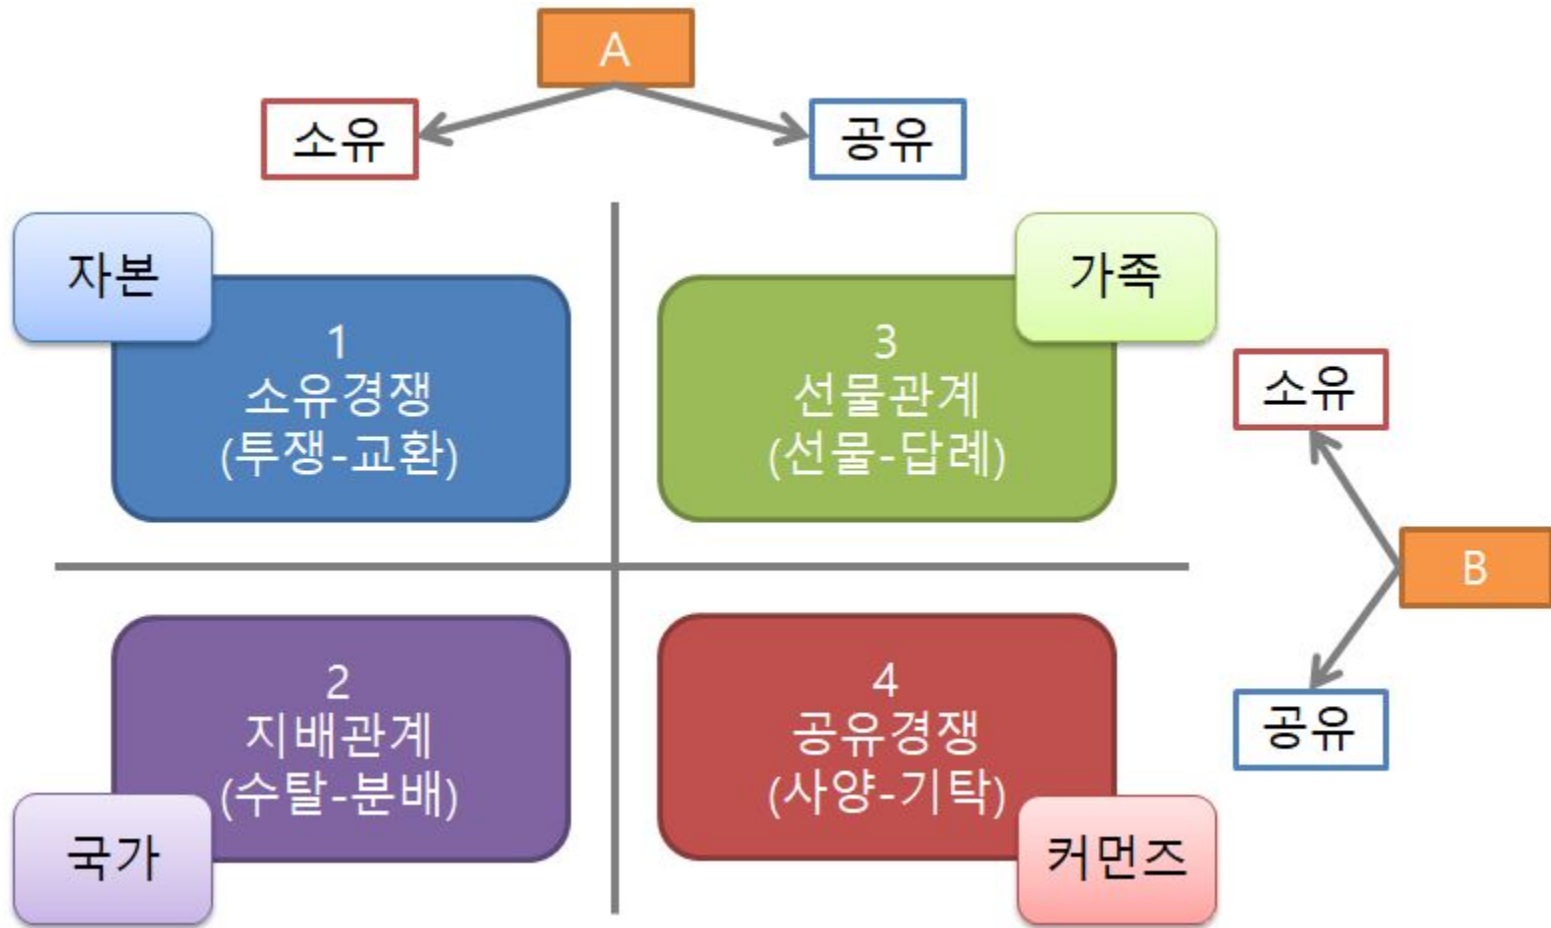 A
소유
공유
자본
가족
1
소유경쟁
(투쟁-교환)
3
선물관계
(선물-답례)
소유
B
2
지배관계
(수탈-분배)
4
공유경쟁
(사양-기탁)
공유
국가
커먼즈